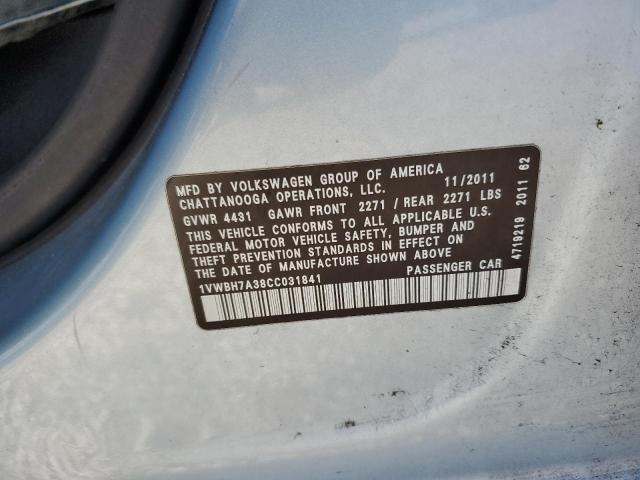 MFD BY VOLKSWAGEN GROUP OF AMERICA
CHATTANOOGA OPERATIONS, LLC. 11/2011
GVWR 4431 GAWR FRONT 2271 / REAR 2271 LBS
THIS VEHICLE CONFORMS TO ALL APPLICABLE U.S.
FEDERAL MOTOR VEHICLE SAFETY, BUMPER AND
THEFT PREVENTION STANDARDS IN EFFECT ON
THE DATE OF MANUFACTURE SHOWN ABOVE
1VWBH7A38CC031841 PASSENGER CAR
4719219 2011 62